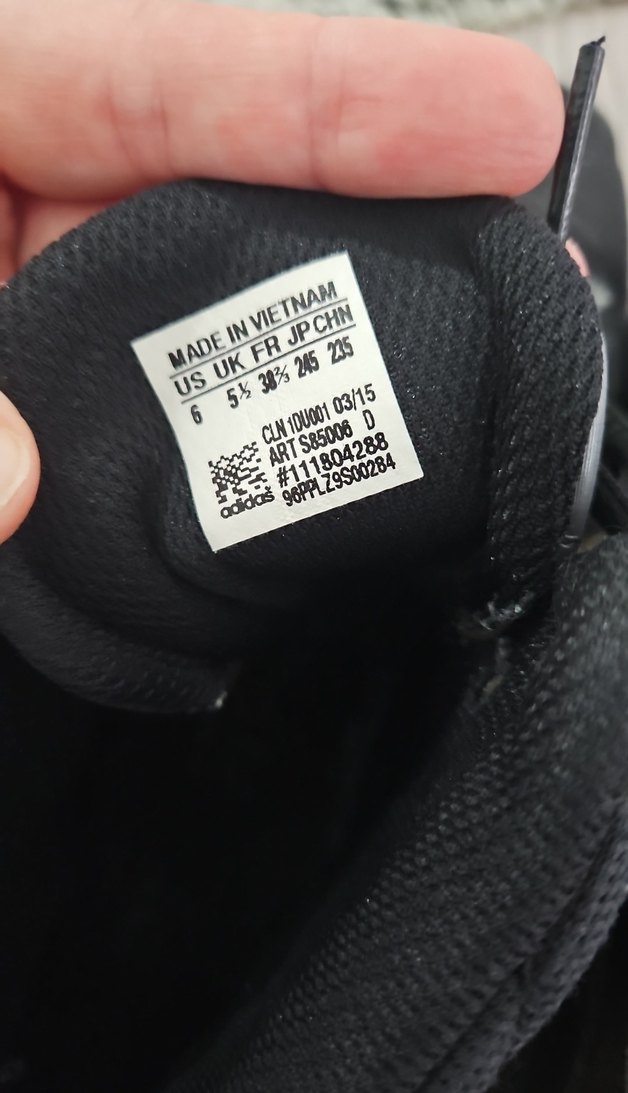 MADE IN VIETNAM
US UK FR JP CHN
6 5½ 38⅔ 245 235
CLN 1DU001 03/15
ART S85006 D
#111804288
96PPLZ9S00284
adidas